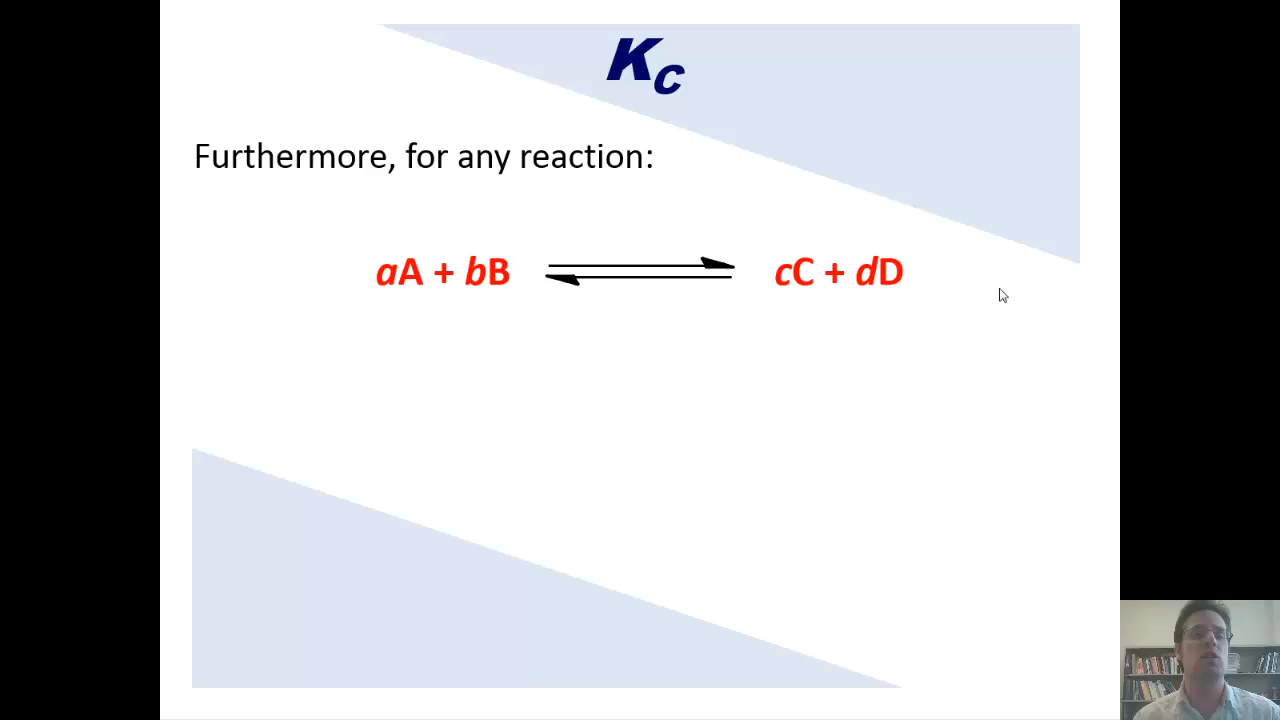 Kc
Furthermore, for any reaction:
aA + bB ⇌ cC + dD